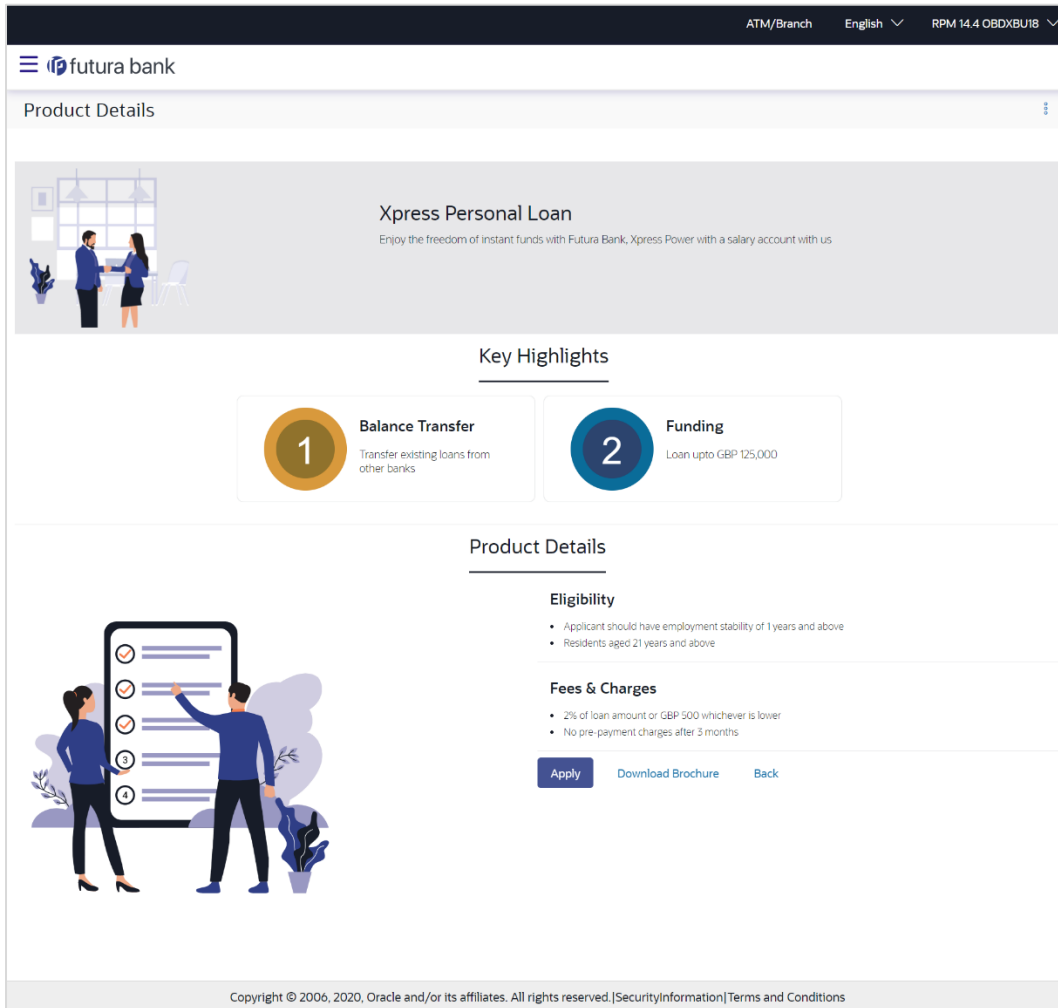 ATM/Branch English RPM 14.4 OBDXBU18
futura bank
Product Details
Xpress Personal Loan
Enjoy the freedom of instant funds with Futura Bank, Xpress Power with a salary account with us
Key Highlights
1
Balance Transfer
Transfer existing loans from
other banks
2
Funding
Loan upto GBP 125,000
Product Details
3
4
Eligibility
• Applicant should have employment stability of 1 years and above
• Residents aged 21 years and above
Fees & Charges
• 2% of loan amount or GBP 500 whichever is lower
• No pre-payment charges after 3 months
Apply Download Brochure Back
Copyright © 2006, 2020, Oracle and/or its affiliates. All rights reserved.|SecurityInformation|Terms and Conditions